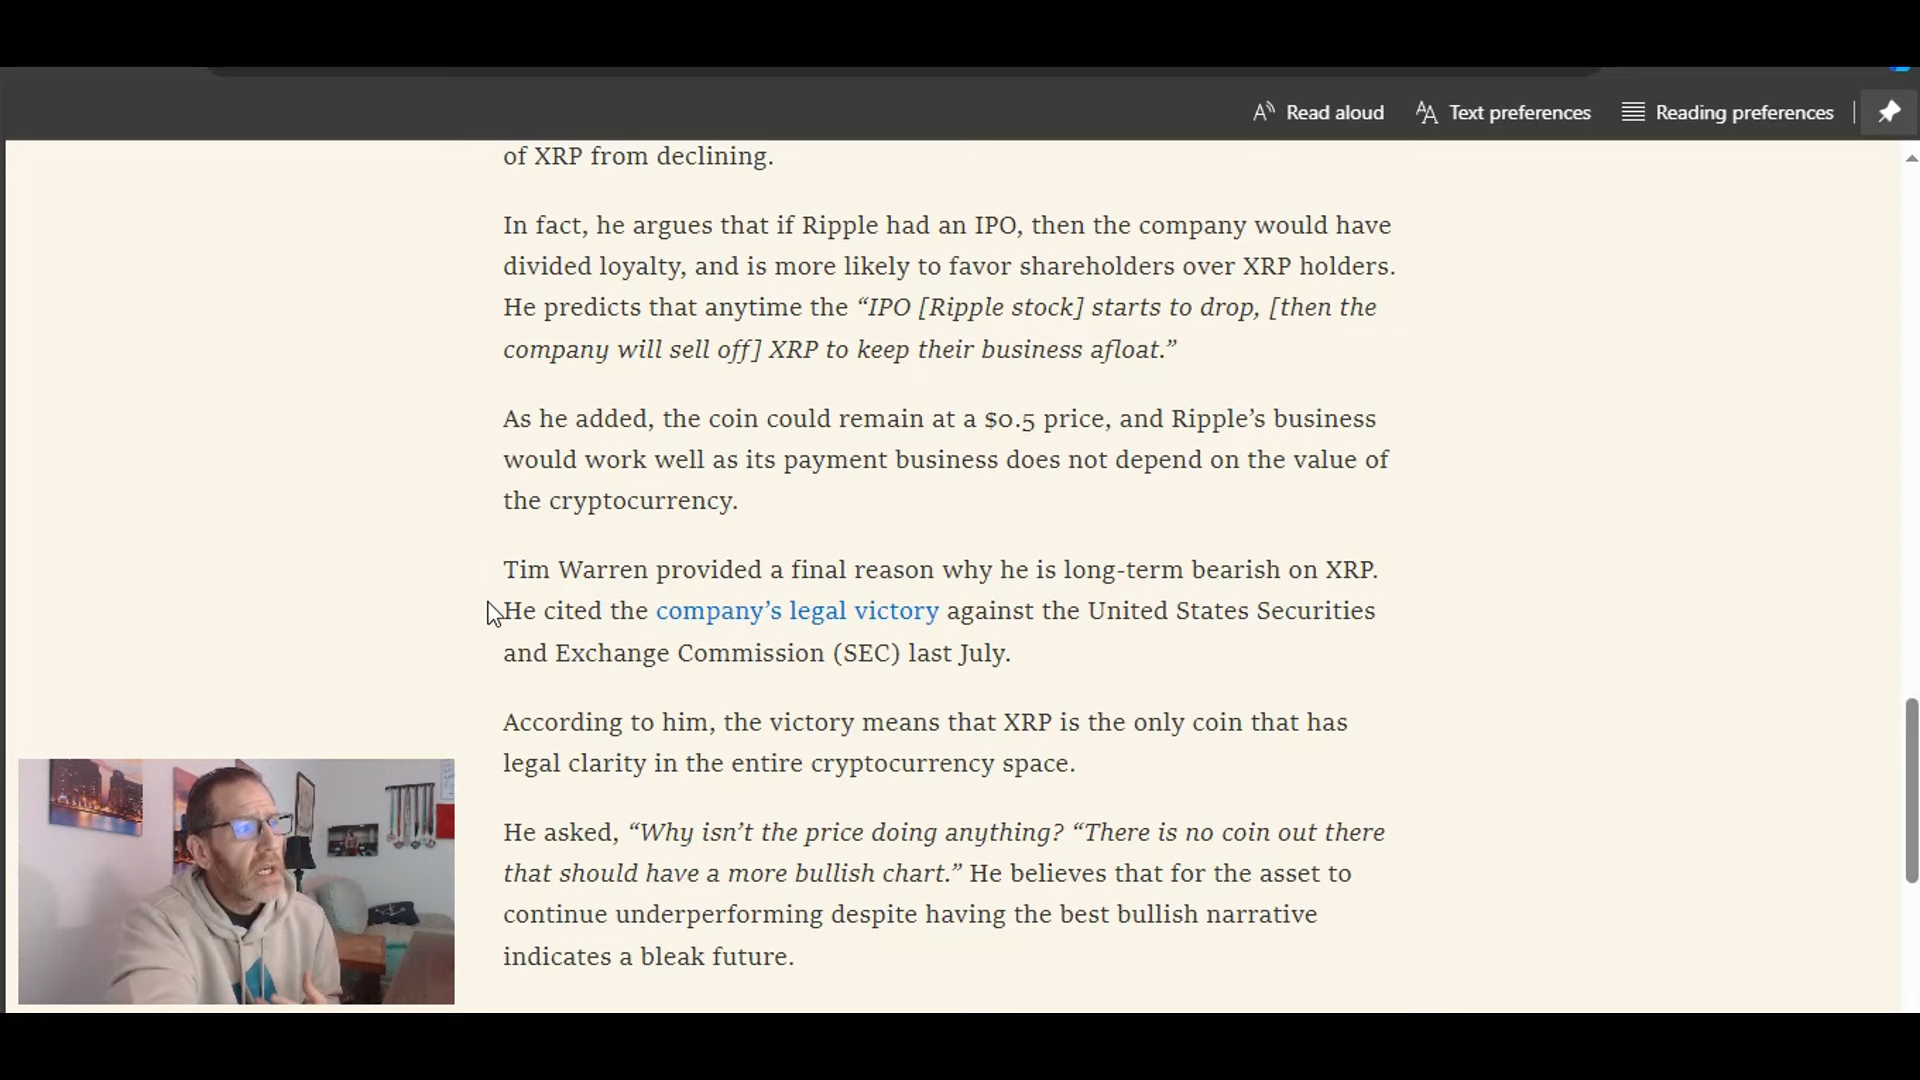 Read aloud
Text preferences
Reading preferences
of XRP from declining.
In fact, he argues that if Ripple had an IPO, then the company would have
divided loyalty, and is more likely to favor shareholders over XRP holders.
He predicts that anytime the “IPO [Ripple stock] starts to drop, [then the
company will sell off] XRP to keep their business afloat.”
As he added, the coin could remain at a $0.5 price, and Ripple’s business
would work well as its payment business does not depend on the value of
the cryptocurrency.
Tim Warren provided a final reason why he is long-term bearish on XRP.
He cited the company’s legal victory against the United States Securities
and Exchange Commission (SEC) last July.
According to him, the victory means that XRP is the only coin that has
legal clarity in the entire cryptocurrency space.
He asked, “Why isn’t the price doing anything? “There is no coin out there
that should have a more bullish chart.” He believes that for the asset to
continue underperforming despite having the best bullish narrative
indicates a bleak future.